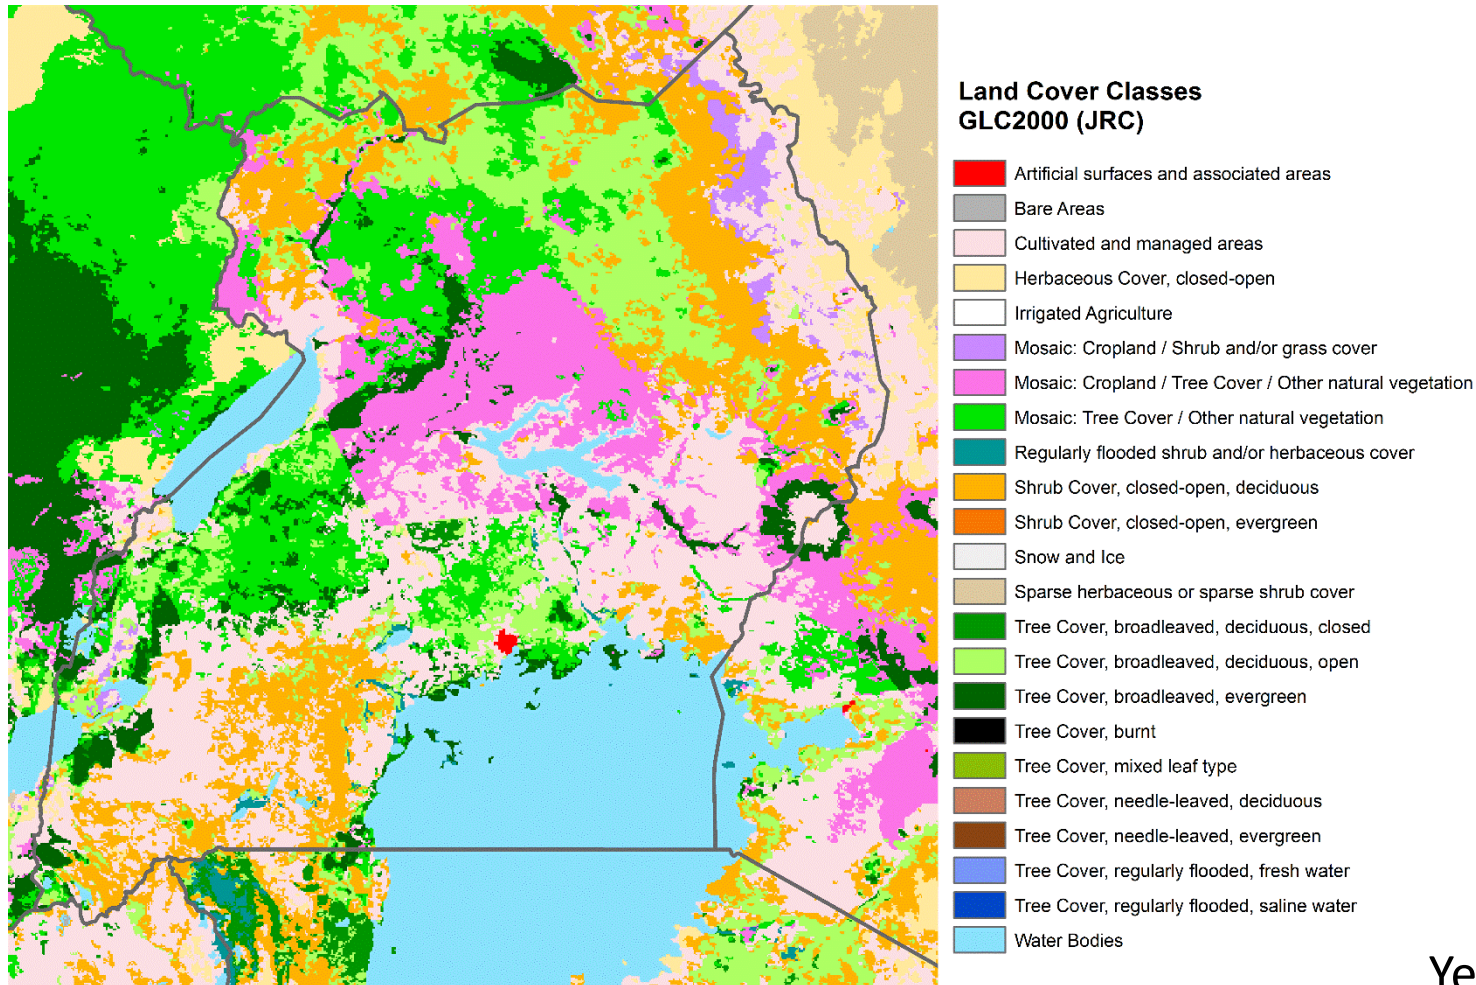 Land Cover Classes
GLC2000 (JRC)
Artificial surfaces and associated areas
Bare Areas
Cultivated and managed areas
Herbaceous Cover, closed-open
Irrigated Agriculture
Mosaic: Cropland / Shrub and/or grass cover
Mosaic: Cropland / Tree Cover / Other natural vegetation
Mosaic: Tree Cover / Other natural vegetation
Regularly flooded shrub and/or herbaceous cover
Shrub Cover, closed-open, deciduous
Shrub Cover, closed-open, evergreen
Snow and Ice
Sparse herbaceous or sparse shrub cover
Tree Cover, broadleaved, deciduous, closed
Tree Cover, broadleaved, deciduous, open
Tree Cover, broadleaved, evergreen
Tree Cover, burnt
Tree Cover, mixed leaf type
Tree Cover, needle-leaved, deciduous
Tree Cover, needle-leaved, evergreen
Tree Cover, regularly flooded, fresh water
Tree Cover, regularly flooded, saline water
Water Bodies
Ye